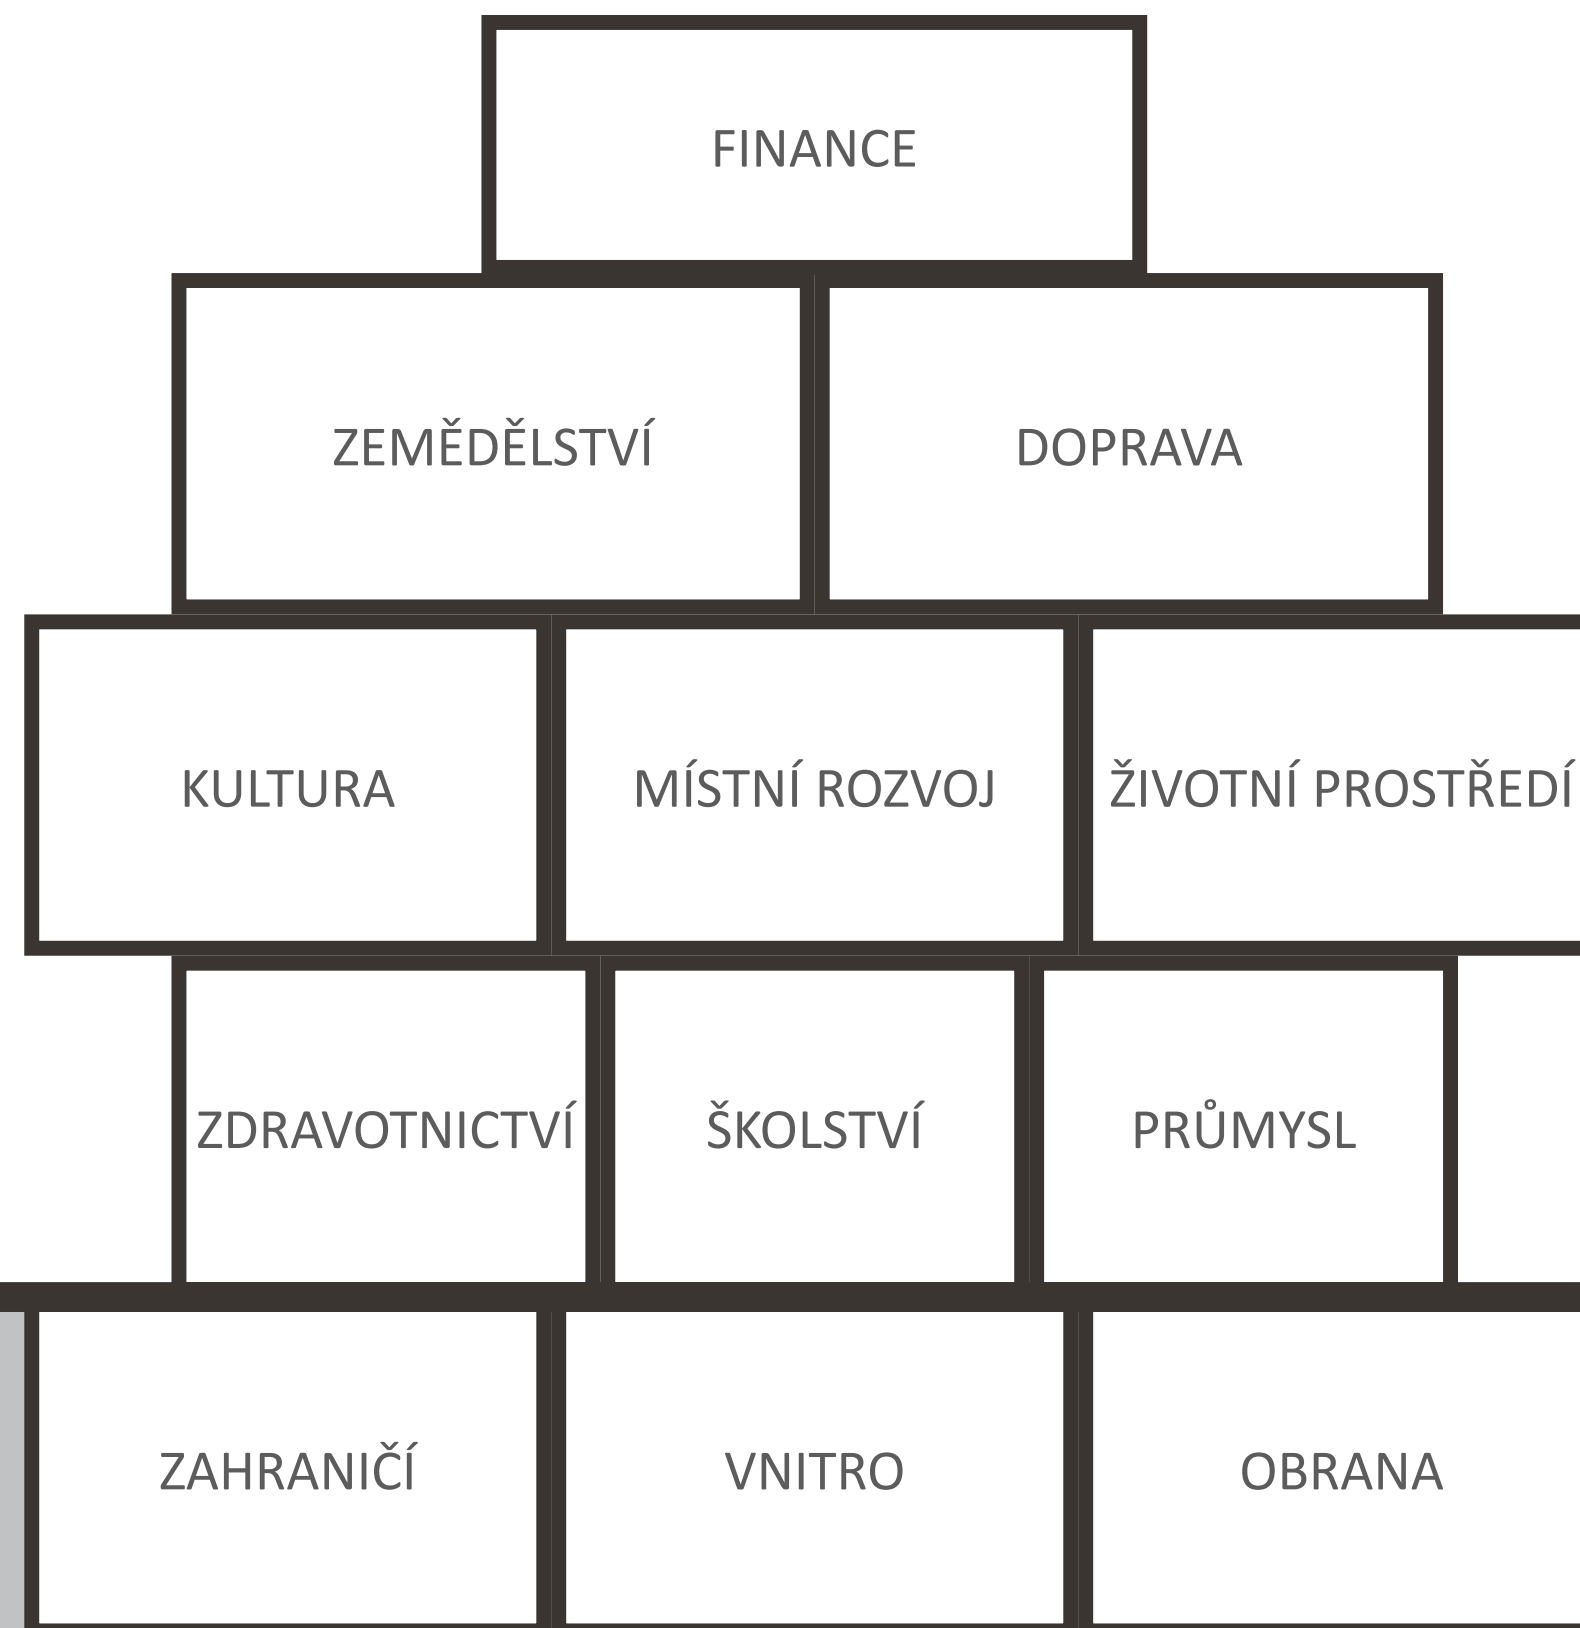 FINANCE
ZEMĚDĚLSTVÍ
DOPRAVA
KULTURA
MÍSTNÍ ROZVOJ
ŽIVOTNÍ PROSTŘEDÍ
ZDRAVOTNICTVÍ
ŠKOLSTVÍ
PRŮMYSL
ZAHRANIČÍ
VNITRO
OBRANA